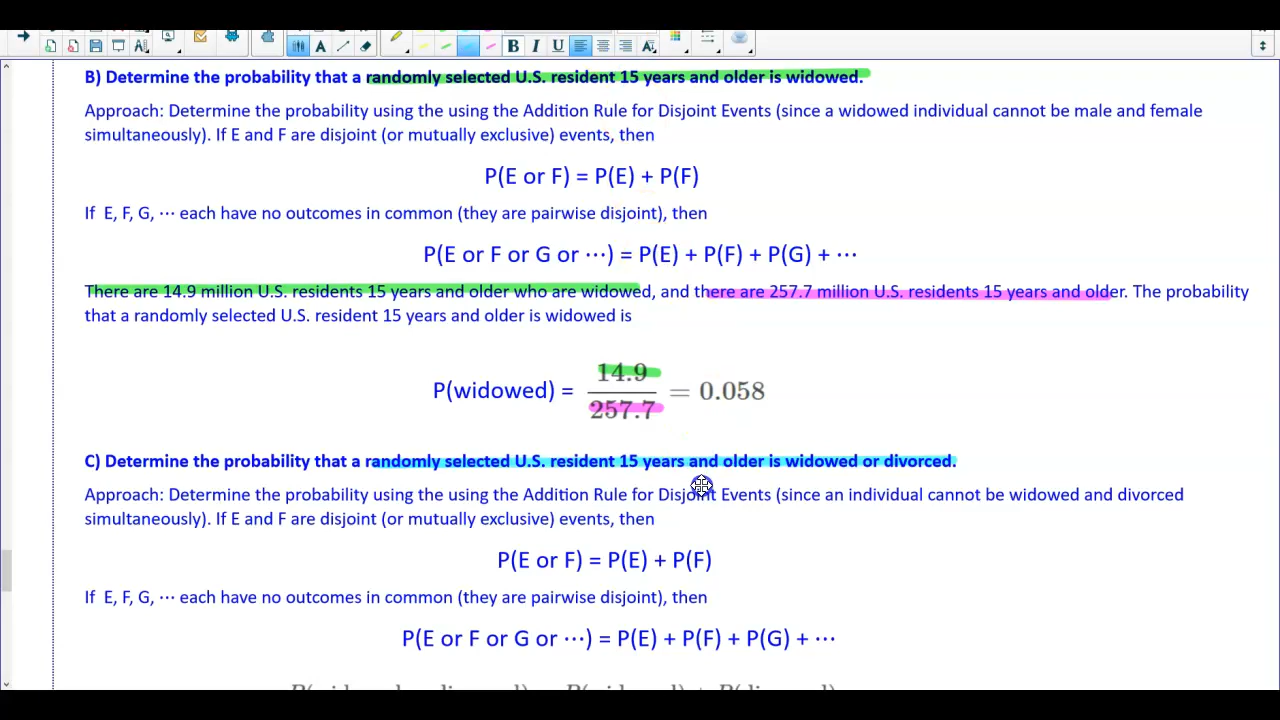 A B I U A
B) Determine the probability that a randomly selected U.S. resident 15 years and older is widowed.
Approach: Determine the probability using the using the Addition Rule for Disjoint Events (since a widowed individual cannot be male and female
simultaneously). If E and F are disjoint (or mutually exclusive) events, then
P(E or F) = P(E) + P(F)
If E, F, G, ⋯ each have no outcomes in common (they are pairwise disjoint), then
P(E or F or G or ⋯) = P(E) + P(F) + P(G) + ⋯
There are 14.9 million U.S. residents 15 years and older who are widowed, and there are 257.7 million U.S. residents 15 years and older. The probability
that a randomly selected U.S. resident 15 years and older is widowed is
P(widowed) = 14.9/257.7 = 0.058
C) Determine the probability that a randomly selected U.S. resident 15 years and older is widowed or divorced.
Approach: Determine the probability using the using the Addition Rule for Disjoint Events (since an individual cannot be widowed and divorced
simultaneously). If E and F are disjoint (or mutually exclusive) events, then
P(E or F) = P(E) + P(F)
If E, F, G, ⋯ each have no outcomes in common (they are pairwise disjoint), then
P(E or F or G or ⋯) = P(E) + P(F) + P(G) + ⋯